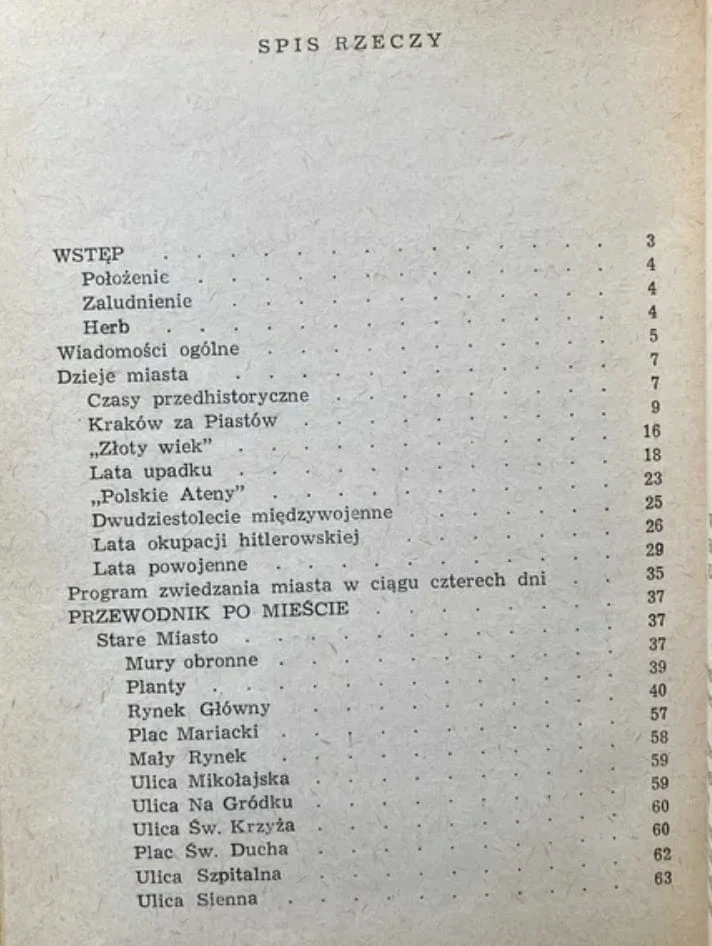 SPIS RZECZY
WSTĘP . . . . . . . . . . . . . . 3
Położenie . . . . . . . . . . . . . 4
Zaludnienie . . . . . . . . . . . . 4
Herb . . . . . . . . . . . . . . 4
Wiadomości ogólne . . . . . . . . . . . 5
Dzieje miasta . . . . . . . . . . . . 7
Czasy przedhistoryczne . . . . . . . . . 7
Kraków za Piastów . . . . . . . . . . 9
„Złoty wiek” . . . . . . . . . . . . 16
Lata upadku . . . . . . . . . . . . 18
„Polskie Ateny” . . . . . . . . . . . 23
Dwudziestolecie międzywojenne . . . . . . . 25
Lata okupacji hitlerowskiej . . . . . . . 26
Lata powojenne . . . . . . . . . . . 29
Program zwiedzania miasta w ciągu czterech dni . . 35
PRZEWODNIK PO MIEŚCIE . . . . . . . . 37
Stare Miasto . . . . . . . . . . . . 37
Mury obronne . . . . . . . . . . . 37
Planty . . . . . . . . . . . . . 39
Rynek Główny . . . . . . . . . . 40
Plac Mariacki . . . . . . . . . . . 57
Mały Rynek . . . . . . . . . . . 58
Ulica Mikołajska . . . . . . . . . . 59
Ulica Na Gródku . . . . . . . . . . 59
Ulica Św. Krzyża . . . . . . . . . . 60
Plac Św. Ducha . . . . . . . . . . 60
Ulica Szpitalna . . . . . . . . . . 62
Ulica Sienna . . . . . . . . . . . 63